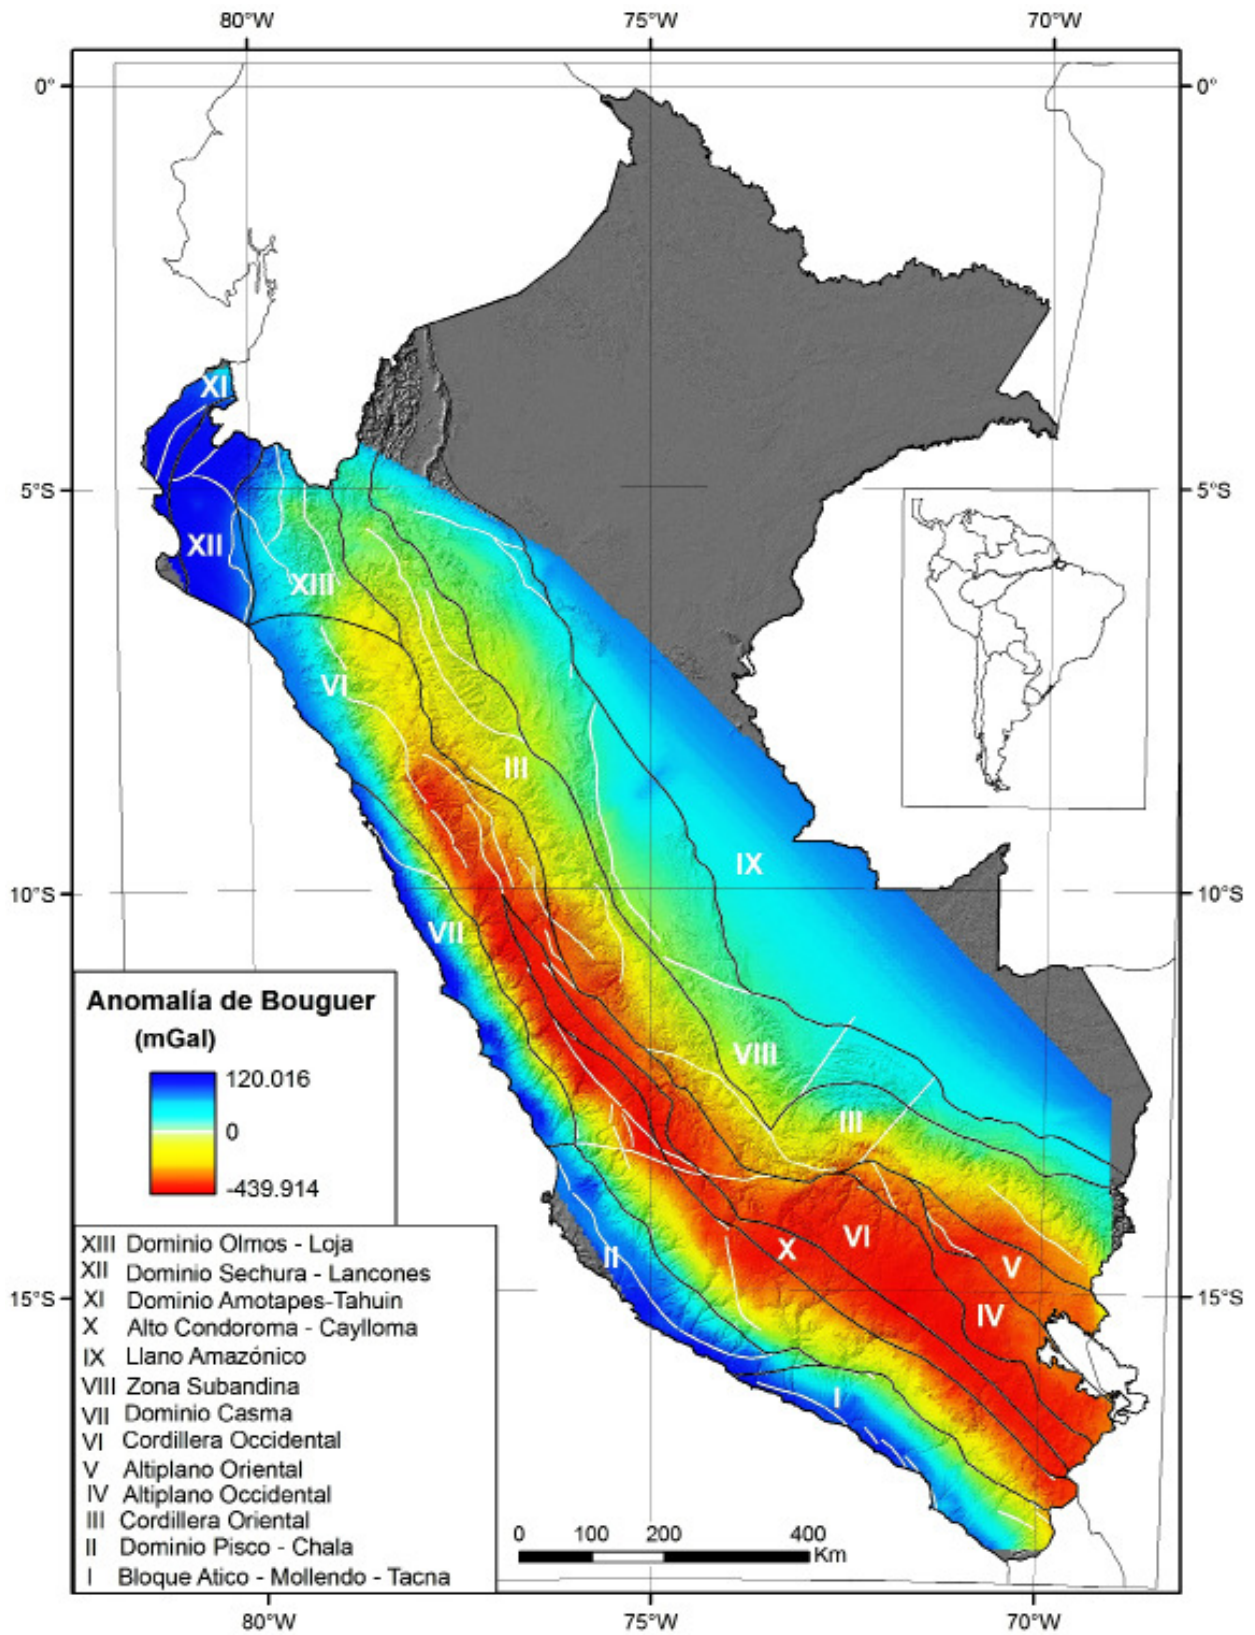 80°W 75°W 70°W
0° 0°
XI
5°S 5°S
XII
XIII
VI
III
IX
10°S 10°S
VII
Anomalía de Bouguer
(mGal)
120.016
0
-439.914
VIII
III
VI
X
V
II
IV
15°S 15°S
I
XIII Dominio Olmos - Loja
XII Dominio Sechura - Lancones
XI Dominio Amotapes-Tahuin
X Alto Condoroma - Caylloma
IX Llano Amazónico
VIII Zona Subandina
VII Dominio Casma
VI Cordillera Occidental
V Altiplano Oriental
IV Altiplano Occidental
III Cordillera Oriental
II Dominio Pisco - Chala
I Bloque Atico - Mollendo - Tacna
0 100 200 400
Km
80°W 75°W 70°W